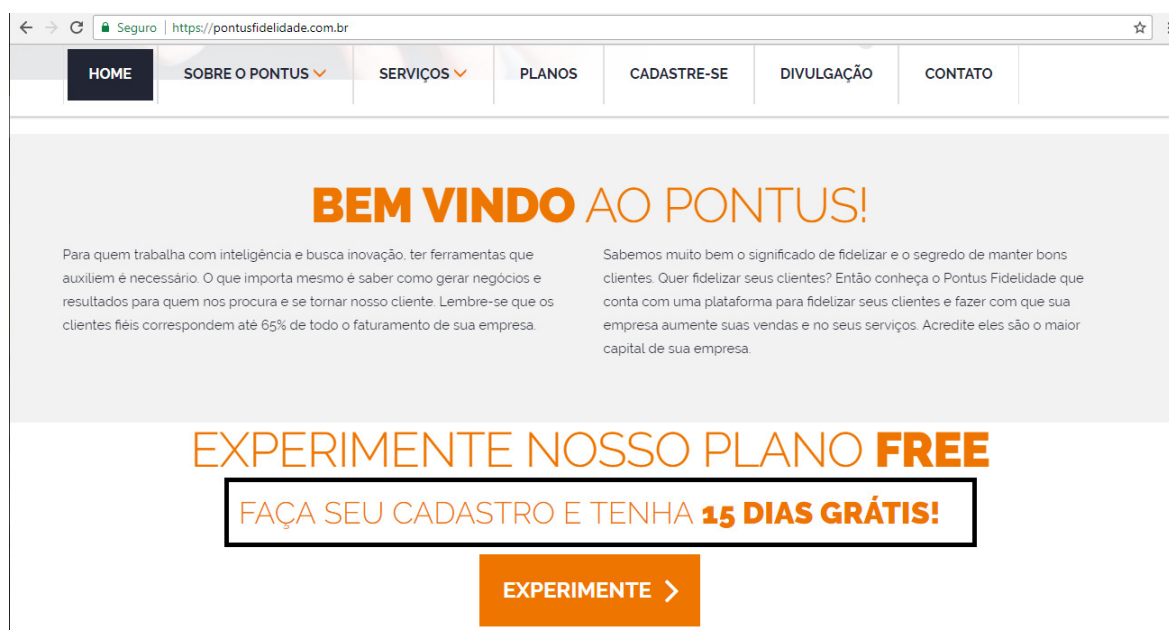 Seguro | https://pontusfidelidade.com.br
HOME SOBRE O PONTUS SERVIÇOS PLANOS CADASTRE-SE DIVULGAÇÃO CONTATO
BEM VINDO AO PONTUS!
Para quem trabalha com inteligência e busca inovação, ter ferramentas que
auxiliem é necessário. O que importa mesmo é saber como gerar negócios e
resultados para quem nos procura e se tornar nosso cliente. Lembre-se que os
clientes fiéis correspondem até 65% de todo o faturamento de sua empresa.
Sabemos muito bem o significado de fidelizar e o segredo de manter bons
clientes. Quer fidelizar seus clientes? Então conheça o Pontus Fidelidade que
conta com uma plataforma para fidelizar seus clientes e fazer com que sua
empresa aumente suas vendas e no seus serviços. Acredite eles são o maior
capital de sua empresa.
EXPERIMENTE NOSSO PLANO FREE
FAÇA SEU CADASTRO E TENHA 15 DIAS GRÁTIS!
EXPERIMENTE